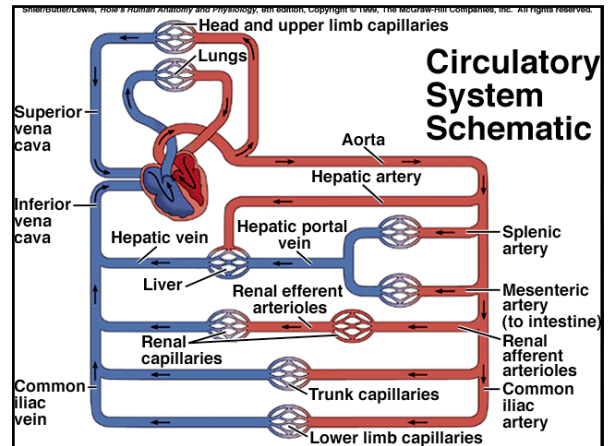 Shier/Butler/Lewis, Hole's Human Anatomy and Physiology, 8th edition, Copyright © 1999, The McGraw-Hill Companies, Inc. All rights reserved.
Head and upper limb capillaries
Lungs
Circulatory
System
Schematic
Superior
vena
cava
Aorta
Hepatic artery
Inferior
vena
cava
Hepatic vein
Hepatic portal
vein
Splenic
artery
Liver
Renal efferent
arterioles
Mesenteric
artery
(to intestine)
Renal
capillaries
Renal
afferent
arterioles
Common
iliac
vein
Trunk capillaries
Common
iliac
artery
Lower limb capillaries